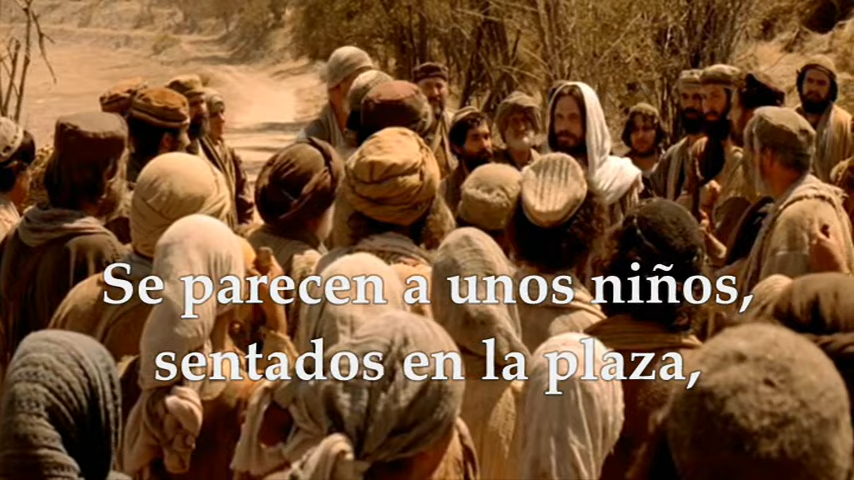 Se parecen a unos niños,
sentados en la plaza,